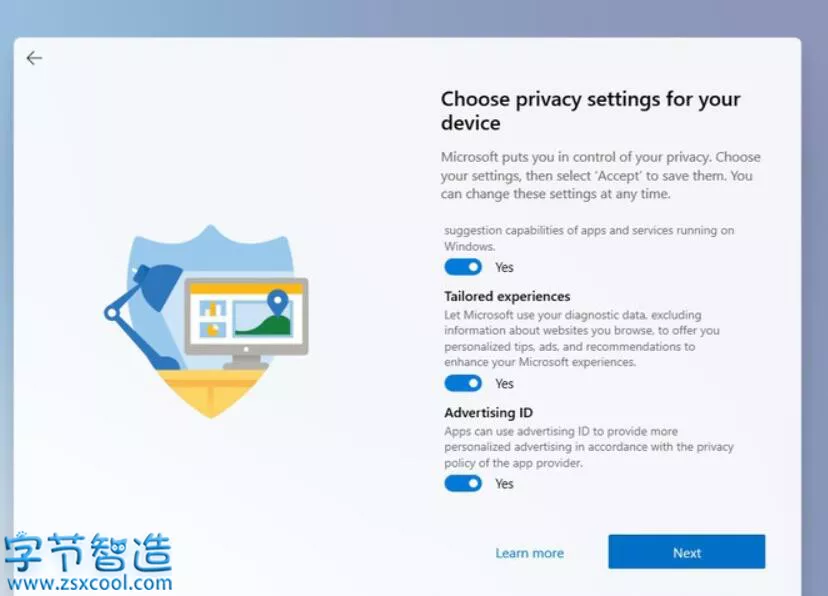 Choose privacy settings for your
device
Microsoft puts you in control of your privacy. Choose
your settings, then select 'Accept' to save them. You
can change these settings at any time.
suggestion capabilities of apps and services running on
Windows.
Yes
Tailored experiences
Let Microsoft use your diagnostic data, excluding
information about websites you browse, to offer you
personalized tips, ads, and recommendations to
enhance your Microsoft experiences.
Yes
Advertising ID
Apps can use advertising ID to provide more
personalized advertising in accordance with the privacy
policy of the app provider.
Yes
Learn more
Next
字节智造
www.zsxcool.com